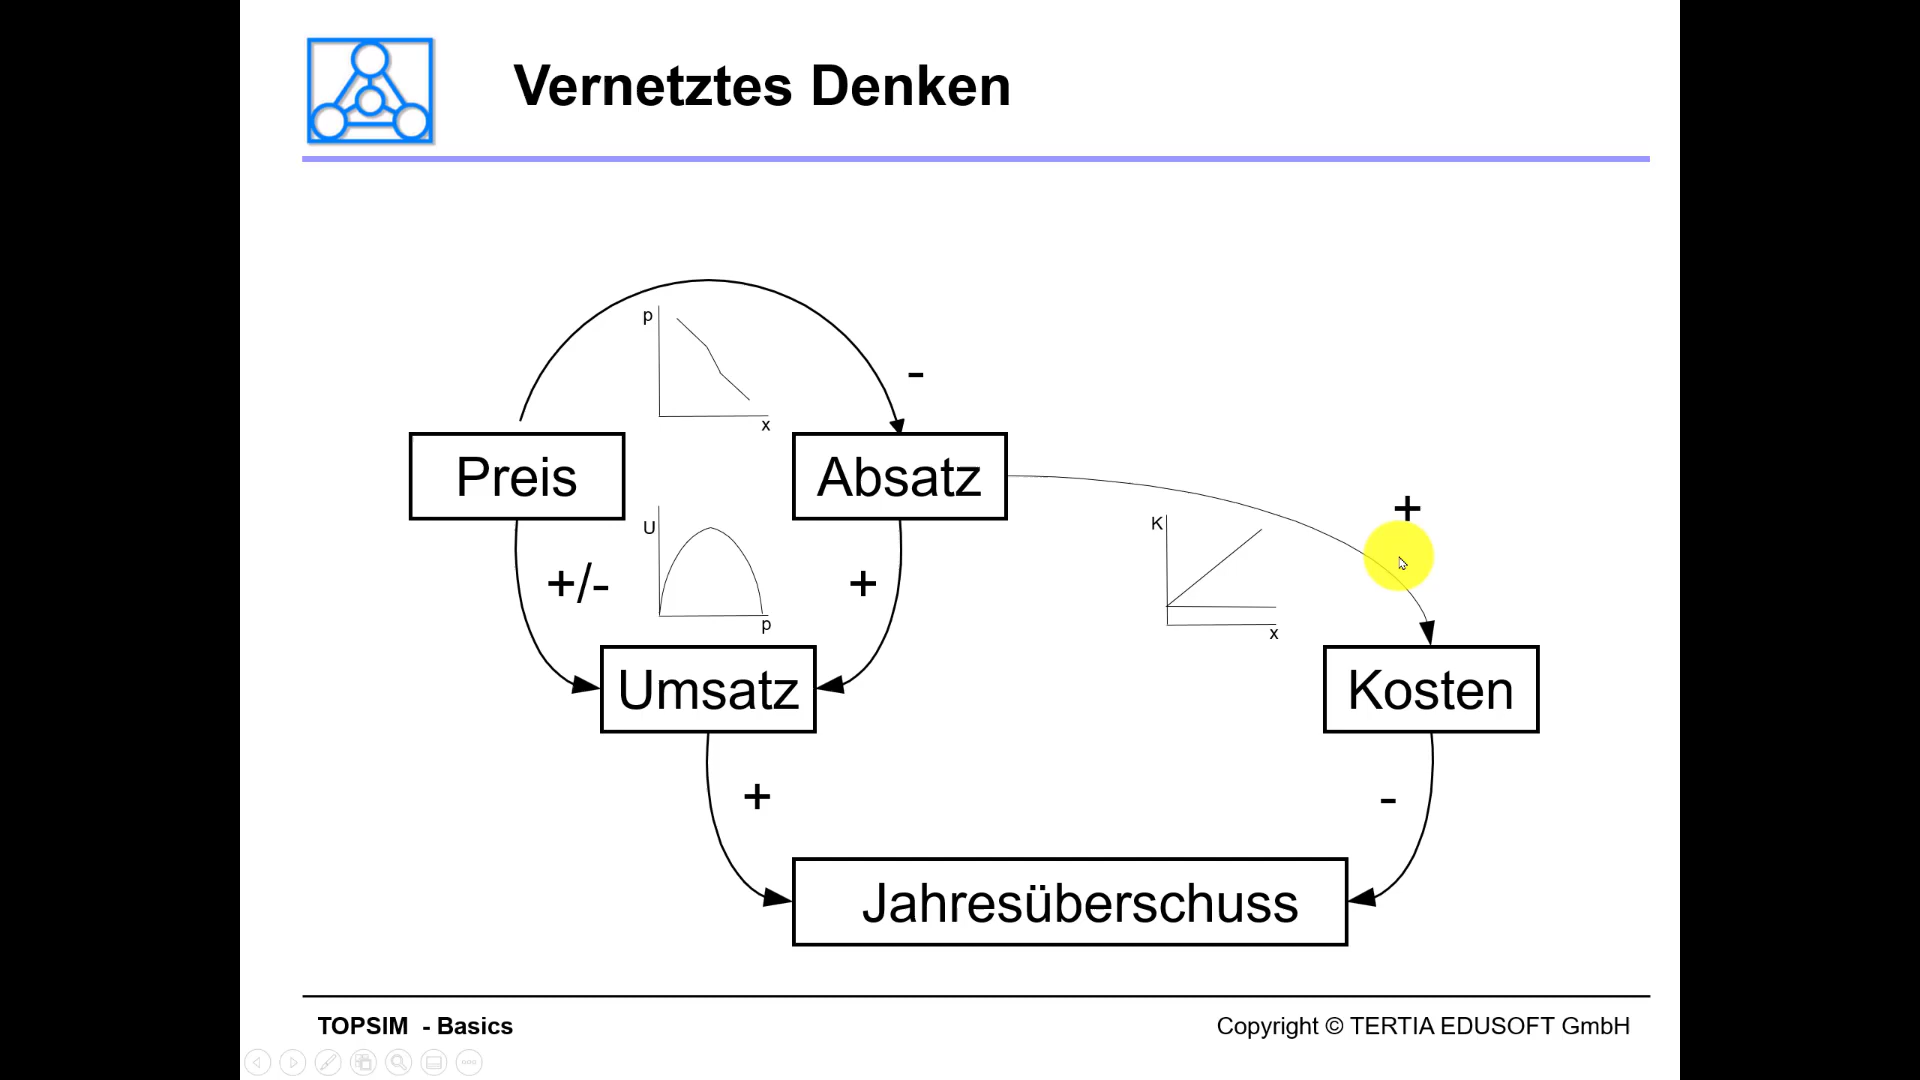 Vernetztes Denken
p
x
-
Preis
Absatz
U
p
+/-
+
K
x
+
Umsatz
Kosten
+
-
Jahresüberschuss
TOPSIM - Basics
Copyright © TERTIA EDUSOFT GmbH